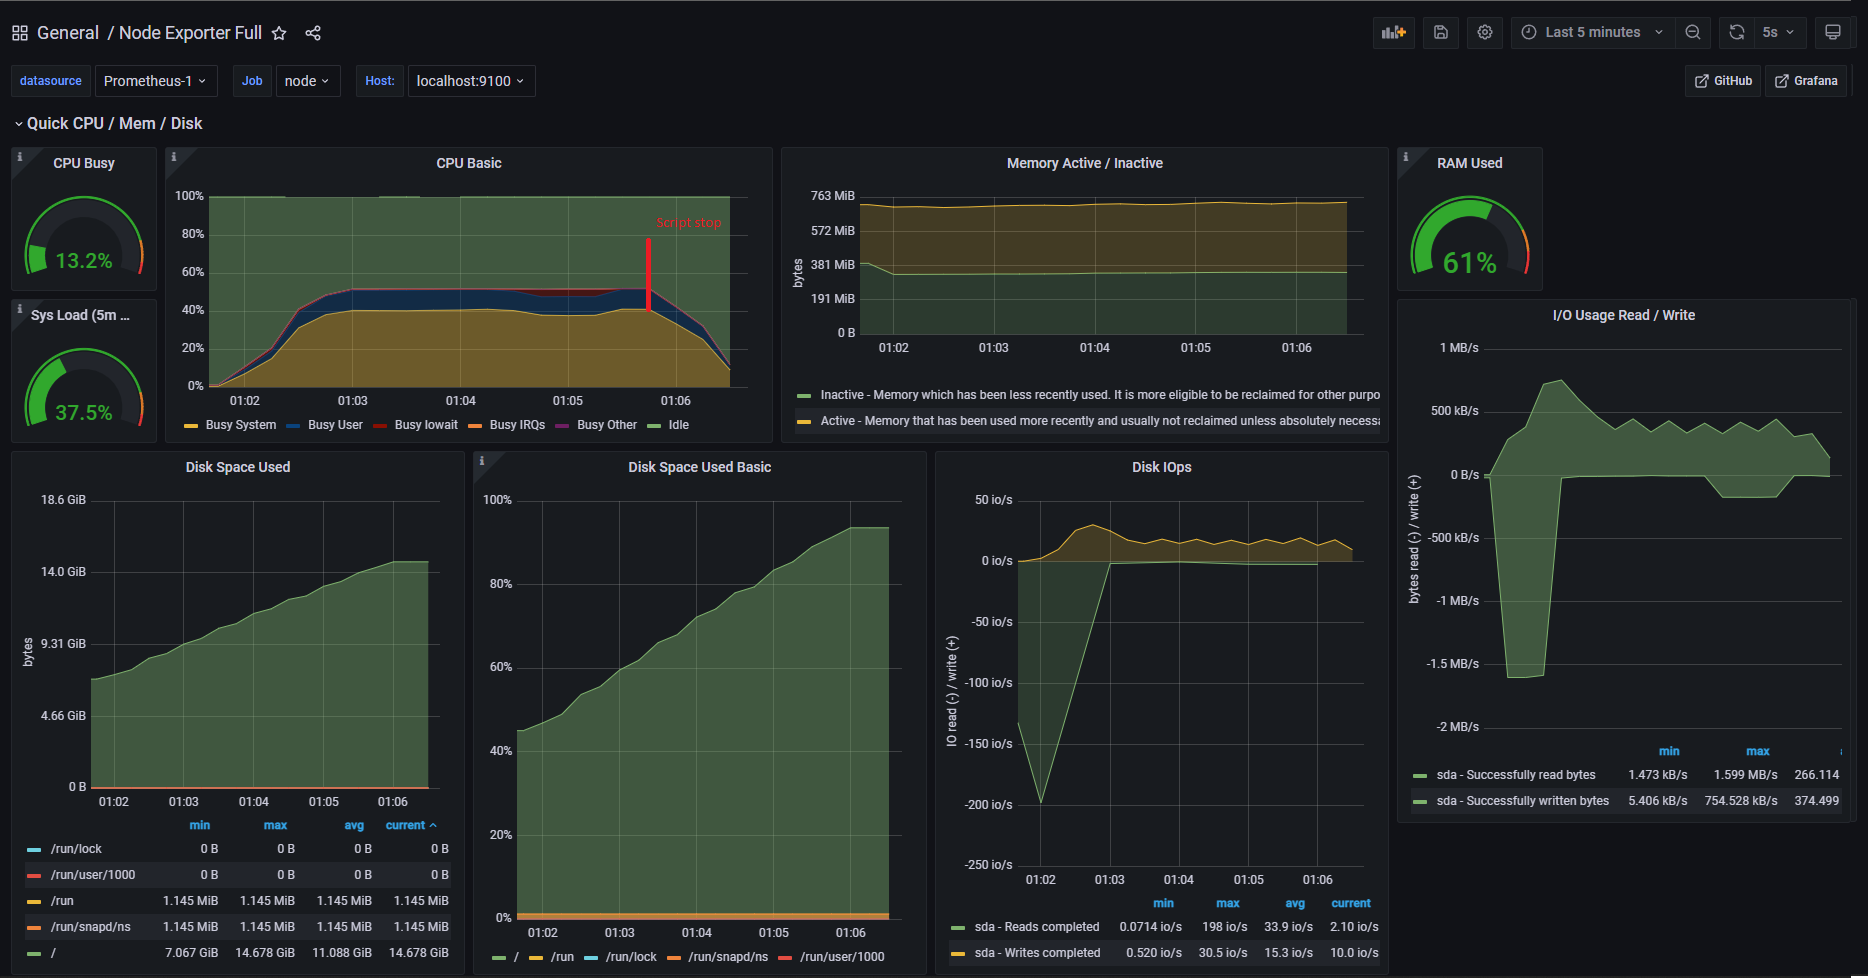 General / Node Exporter Full
Last 5 minutes
5s
datasource Prometheus-1 Job node Host: localhost:9100
GitHub Grafana
Quick CPU / Mem / Disk
CPU Busy
13.2%
Sys Load (5m ...
37.5%
CPU Basic
100%
80%
60%
40%
20%
0%
Script stop
01:02 01:03 01:04 01:05 01:06
Busy System Busy User Busy Iowait Busy IRQs Busy Other Idle
Memory Active / Inactive
bytes
763 MiB
572 MiB
381 MiB
191 MiB
0 B
01:02 01:03 01:04 01:05 01:06
Inactive - Memory which has been less recently used. It is more eligible to be reclaimed for other purpo
Active - Memory that has been used more recently and usually not reclaimed unless absolutely necessa
RAM Used
61%
I/O Usage Read / Write
bytes read (-) / write (+)
1 MB/s
500 kB/s
0 B/s
-500 kB/s
-1 MB/s
-1.5 MB/s
-2 MB/s
min max
sda - Successfully read bytes 1.473 kB/s 1.599 MB/s 266.114
sda - Successfully written bytes 5.406 kB/s 754.528 kB/s 374.499
Disk Space Used
bytes
18.6 GiB
14.0 GiB
9.31 GiB
4.66 GiB
0 B
01:02 01:03 01:04 01:05 01:06
min max avg current
/run/lock 0 B 0 B 0 B 0 B
/run/user/1000 0 B 0 B 0 B 0 B
/run 1.145 MiB 1.145 MiB 1.145 MiB 1.145 MiB
/run/snapd/ns 1.145 MiB 1.145 MiB 1.145 MiB 1.145 MiB
/ 7.067 GiB 14.678 GiB 11.088 GiB 14.678 GiB
Disk Space Used Basic
100%
80%
60%
40%
20%
0%
01:02 01:03 01:04 01:05 01:06
/ /run /run/lock /run/snapd/ns /run/user/1000
Disk IOps
IO read (-) / write (+)
50 io/s
0 io/s
-50 io/s
-100 io/s
-150 io/s
-200 io/s
-250 io/s
01:02 01:03 01:04 01:05 01:06
min max avg current
sda - Reads completed 0.0714 io/s 198 io/s 33.9 io/s 2.10 io/s
sda - Writes completed 0.520 io/s 30.5 io/s 15.3 io/s 10.0 io/s